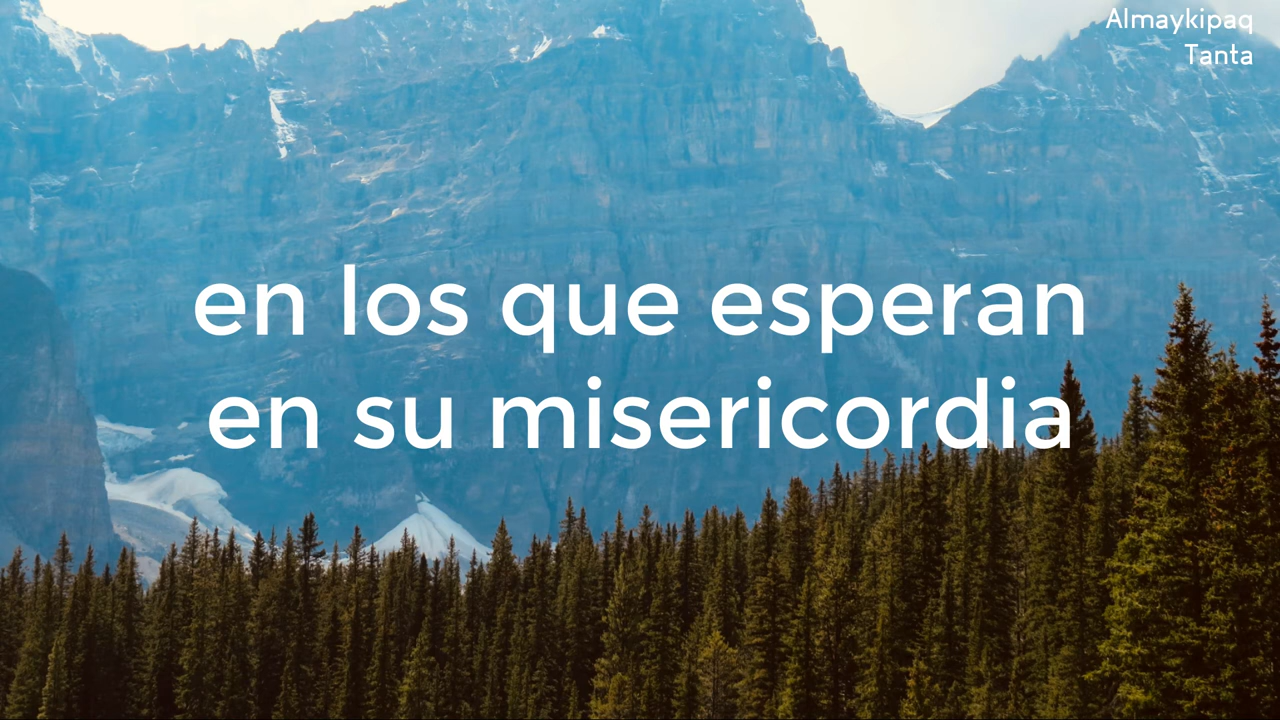 Almaykipaq
Tanta
en los que esperan
en su misericordia